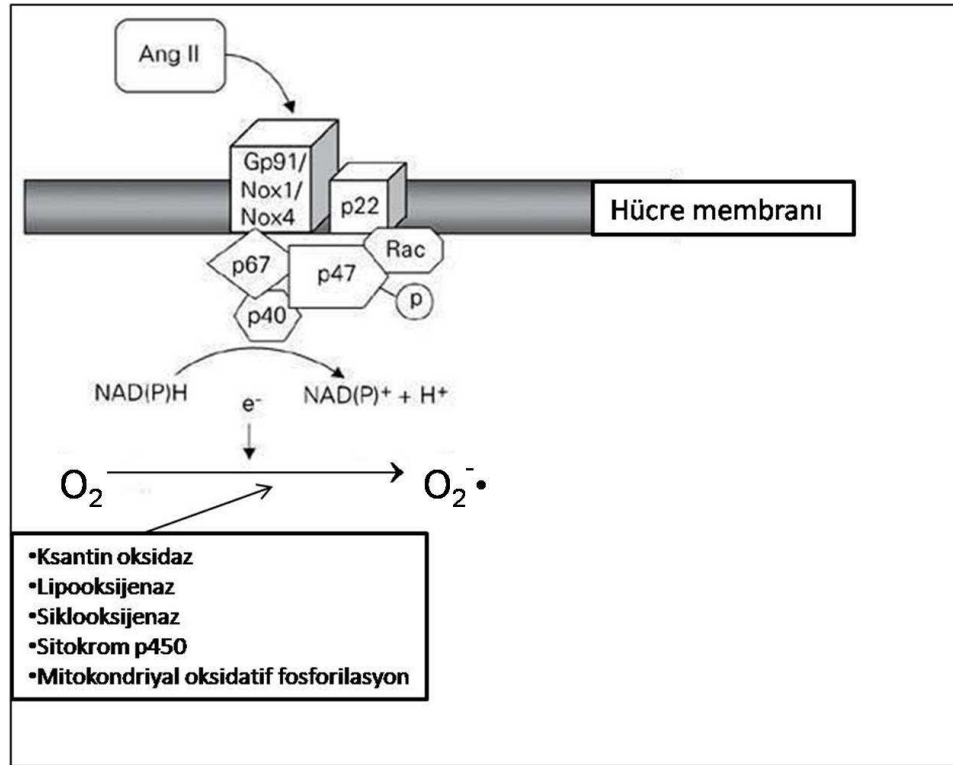 Ang II
Gp91/
Nox1/
Nox4
p22
Hücre membranı
Rac
p67
p47
p
p40
NAD(P)H
NAD(P)+ + H+
e-
O2
O2-•
•Ksantin oksidaz
•Lipooksijenaz
•Siklooksijenaz
•Sitokrom p450
•Mitokondriyal oksidatif fosforilasyon